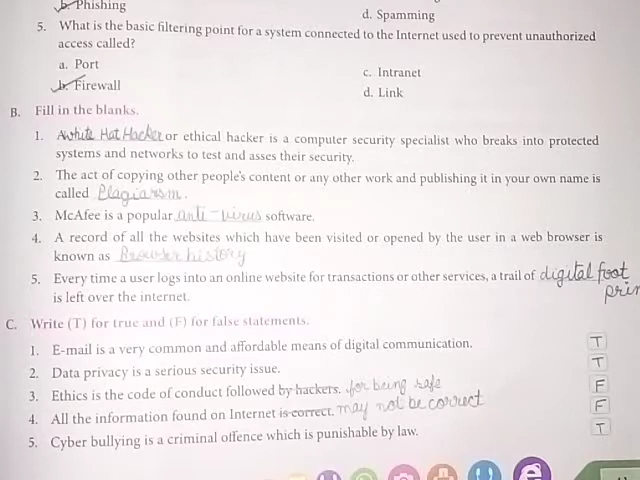 b. Phishing
d. Spamming
5. What is the basic filtering point for a system connected to the Internet used to prevent unauthorized
access called?
a. Port
c. Intranet
b. Firewall
d. Link
B. Fill in the blanks.
1. A white Hat Hacker or ethical hacker is a computer security specialist who breaks into protected
systems and networks to test and asses their security.
2. The act of copying other people's content or any other work and publishing it in your own name is
called Plagiarsm.
3. McAfee is a popular anti-virus software.
4. A record of all the websites which have been visited or opened by the user in a web browser is
known as Browser history
5. Every time a user logs into an online website for transactions or other services, a trail of digital foot
is left over the internet.
C. Write (T) for true and (F) for false statements.
1. E-mail is a very common and affordable means of digital communication. T
2. Data privacy is a serious security issue. T
3. Ethics is the code of conduct followed by hackers. for being safe F
4. All the information found on Internet is correct. may not be correct F
5. Cyber bullying is a criminal offence which is punishable by law. T